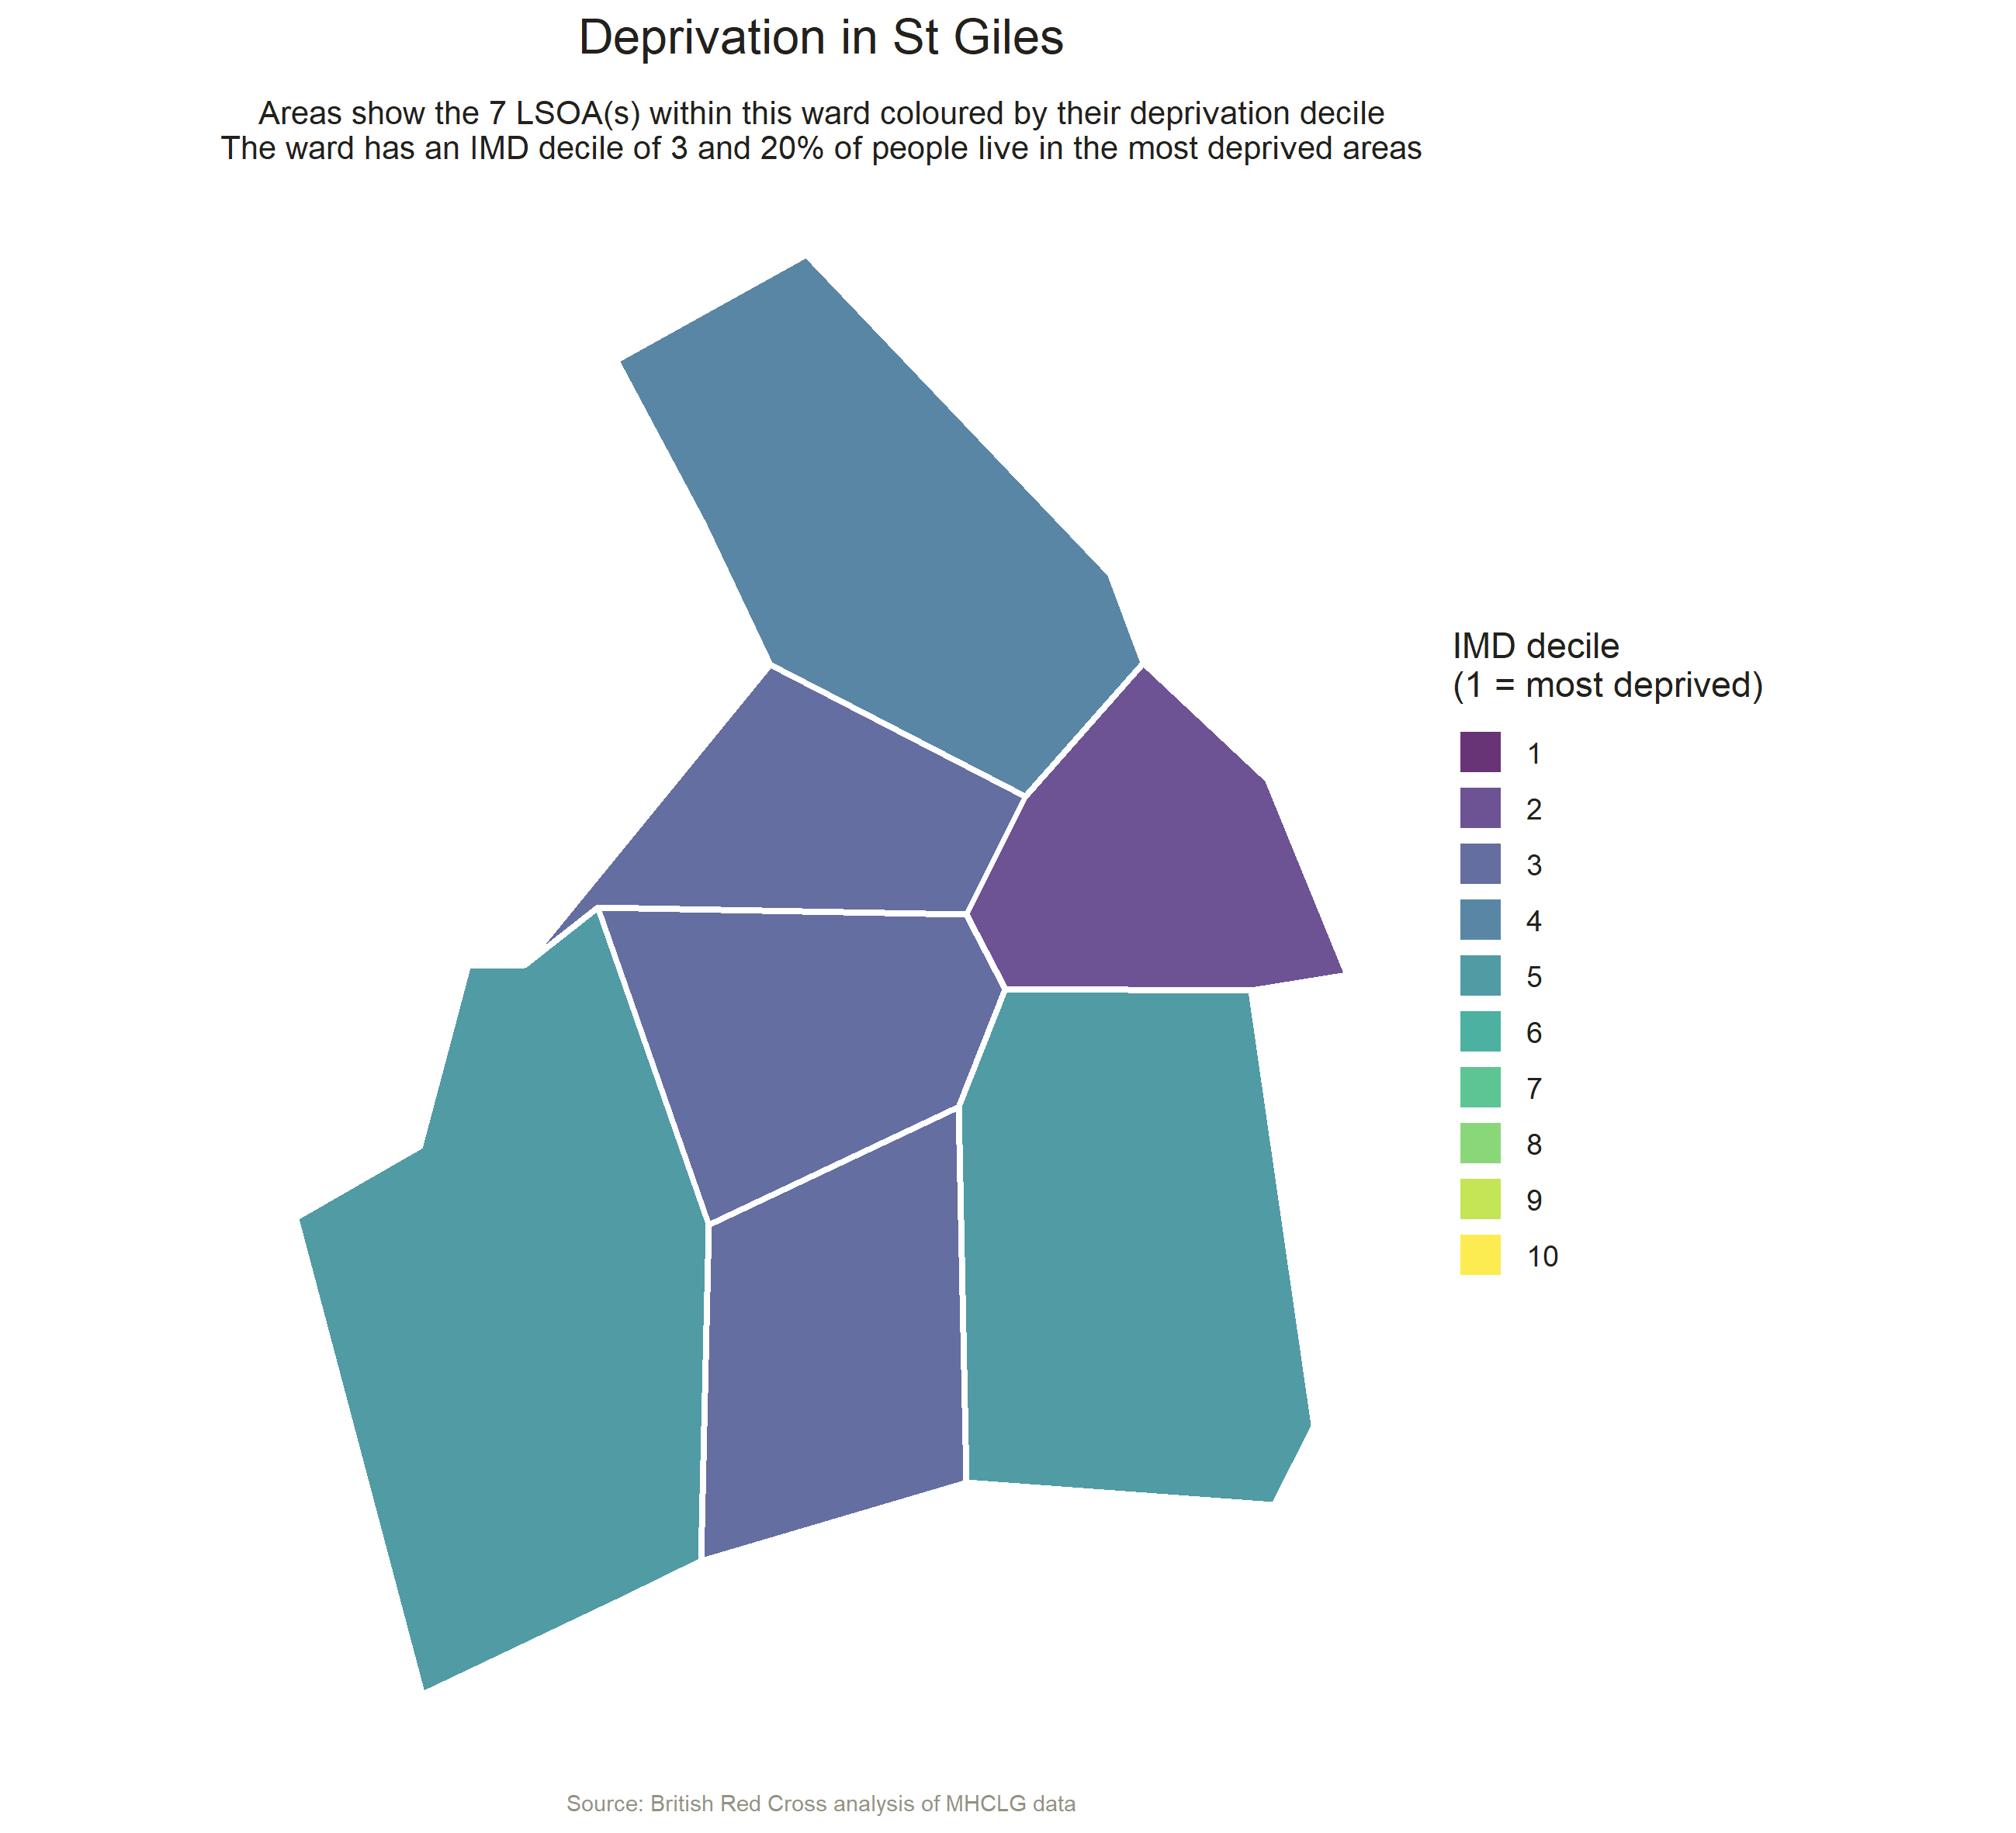 Deprivation in St Giles
Areas show the 7 LSOA(s) within this ward coloured by their deprivation decile
The ward has an IMD decile of 3 and 20% of people live in the most deprived areas
IMD decile
(1 = most deprived)
1
2
3
4
5
6
7
8
9
10
Source: British Red Cross analysis of MHCLG data